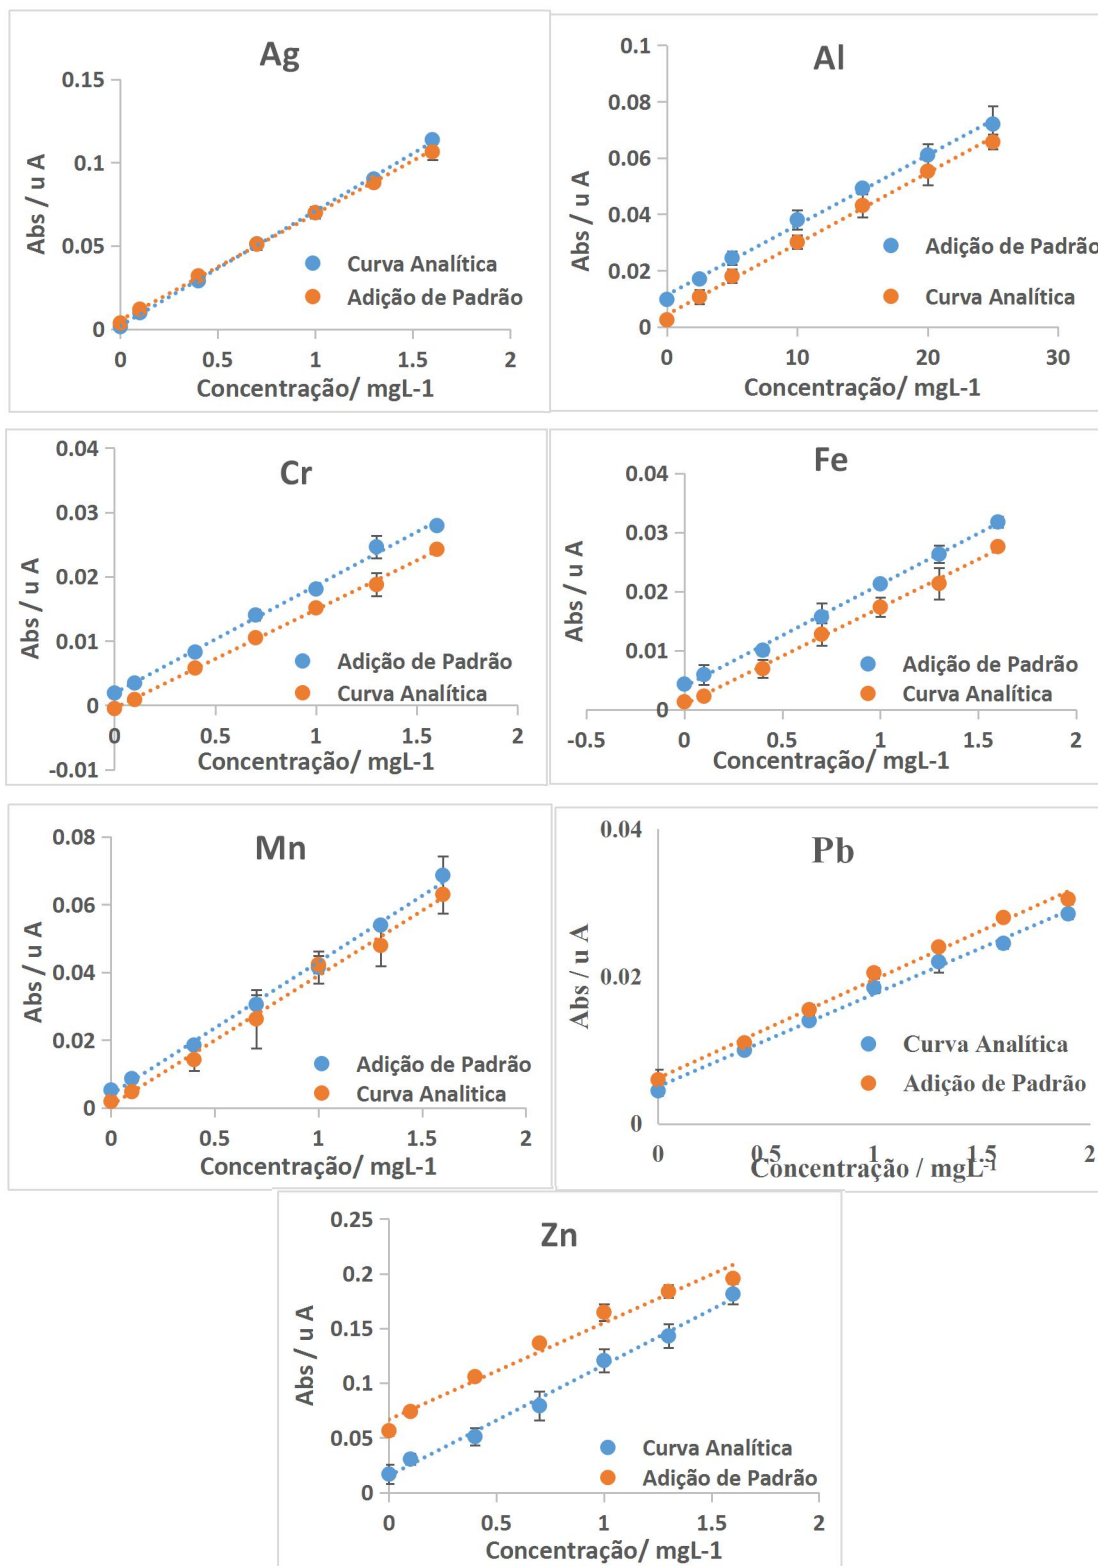 Ag
0.15
0.1
0.05
0
0 0.5 1 1.5 2
Abs / u A
Concentração/ mgL-1
Curva Analítica
Adição de Padrão
Al
0.1
0.08
0.06
0.04
0.02
0
0 10 20 30
Abs / u A
Concentração/ mgL-1
Adição de Padrão
Curva Analítica
Cr
0.04
0.03
0.02
0.01
0
-0.01
0 0.5 1 1.5 2
Abs / u A
Concentração/ mgL-1
Adição de Padrão
Curva Analítica
Fe
0.04
0.03
0.02
0.01
0
-0.5 0 0.5 1 1.5 2
Abs / u A
Concentração/ mgL-1
Adição de Padrão
Curva Analítica
Mn
0.08
0.06
0.04
0.02
0
0 0.5 1 1.5 2
Abs / u A
Concentração/ mgL-1
Adição de Padrão
Curva Analitica
Pb
0.04
0.02
0
0 0.5 1 1.5 2
Abs / u A
Concentração / mgL-1
Curva Analítica
Adição de Padrão
Zn
0.25
0.2
0.15
0.1
0.05
0
0 0.5 1 1.5 2
Abs / u A
Concentração/ mgL-1
Curva Analítica
Adição de Padrão